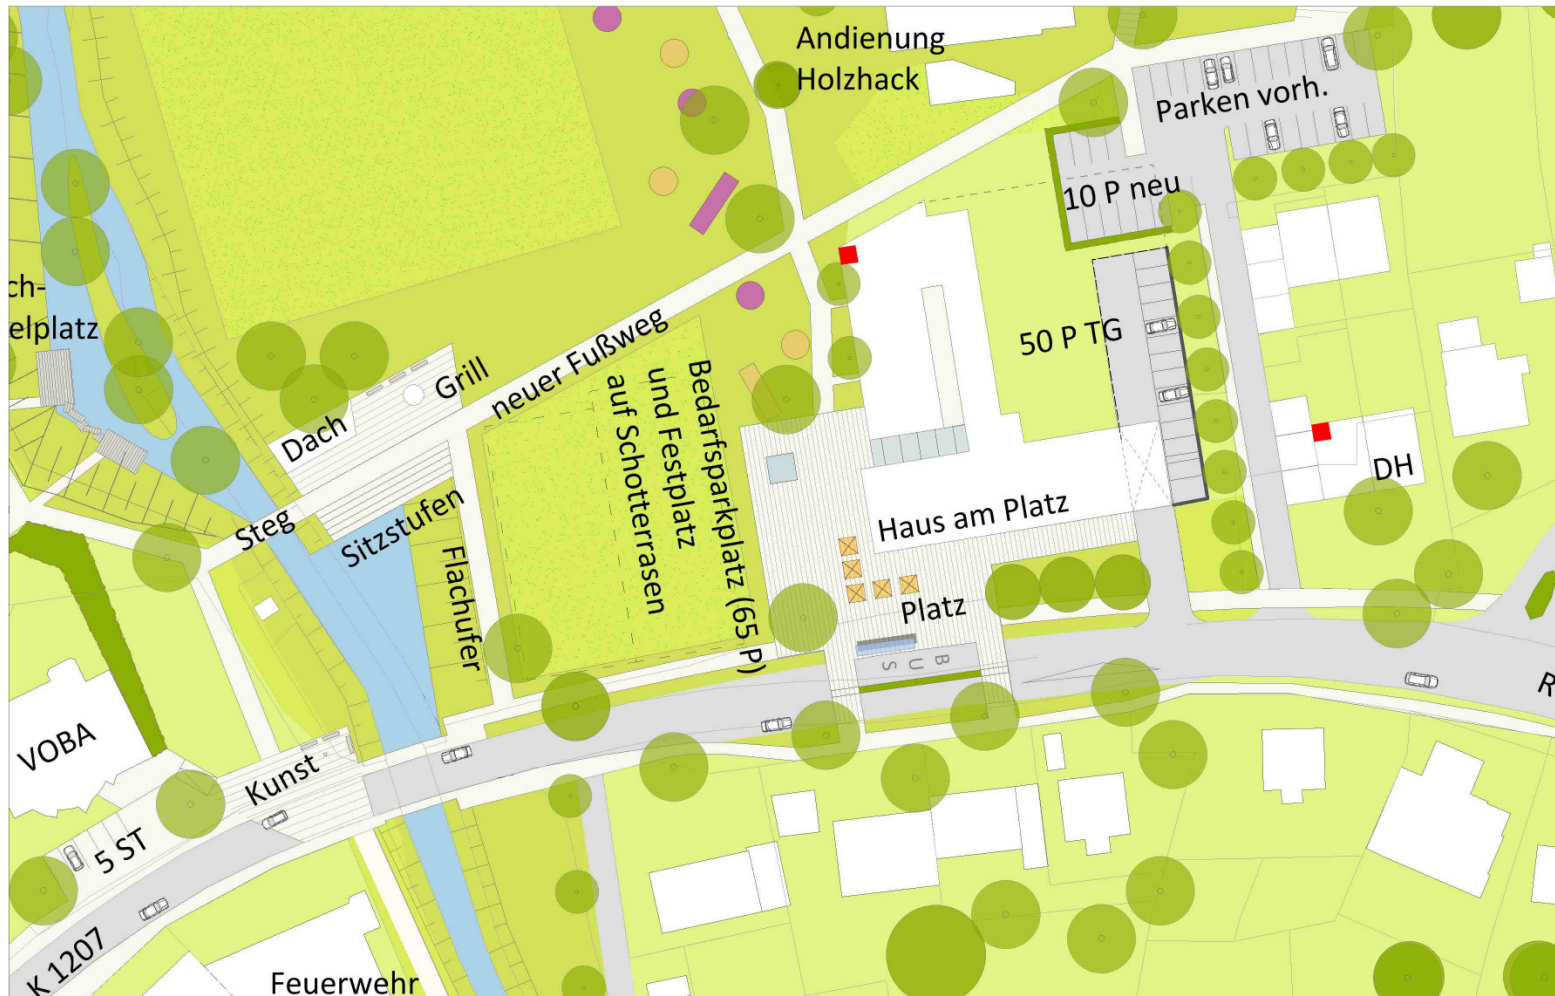 Andienung
Holzhack
Parken vorh.
10 P neu
ch-
elplatz
50 P TG
neuer Fußweg
Grill
Dach
Bedarfsparkplatz (65 P)
und Festplatz
auf Schotterrasen
DH
Haus am Platz
Steg
Sitzstufen
Flachufer
Platz
BUS
R
VOBA
Kunst
5 ST
K 1207
Feuerwehr